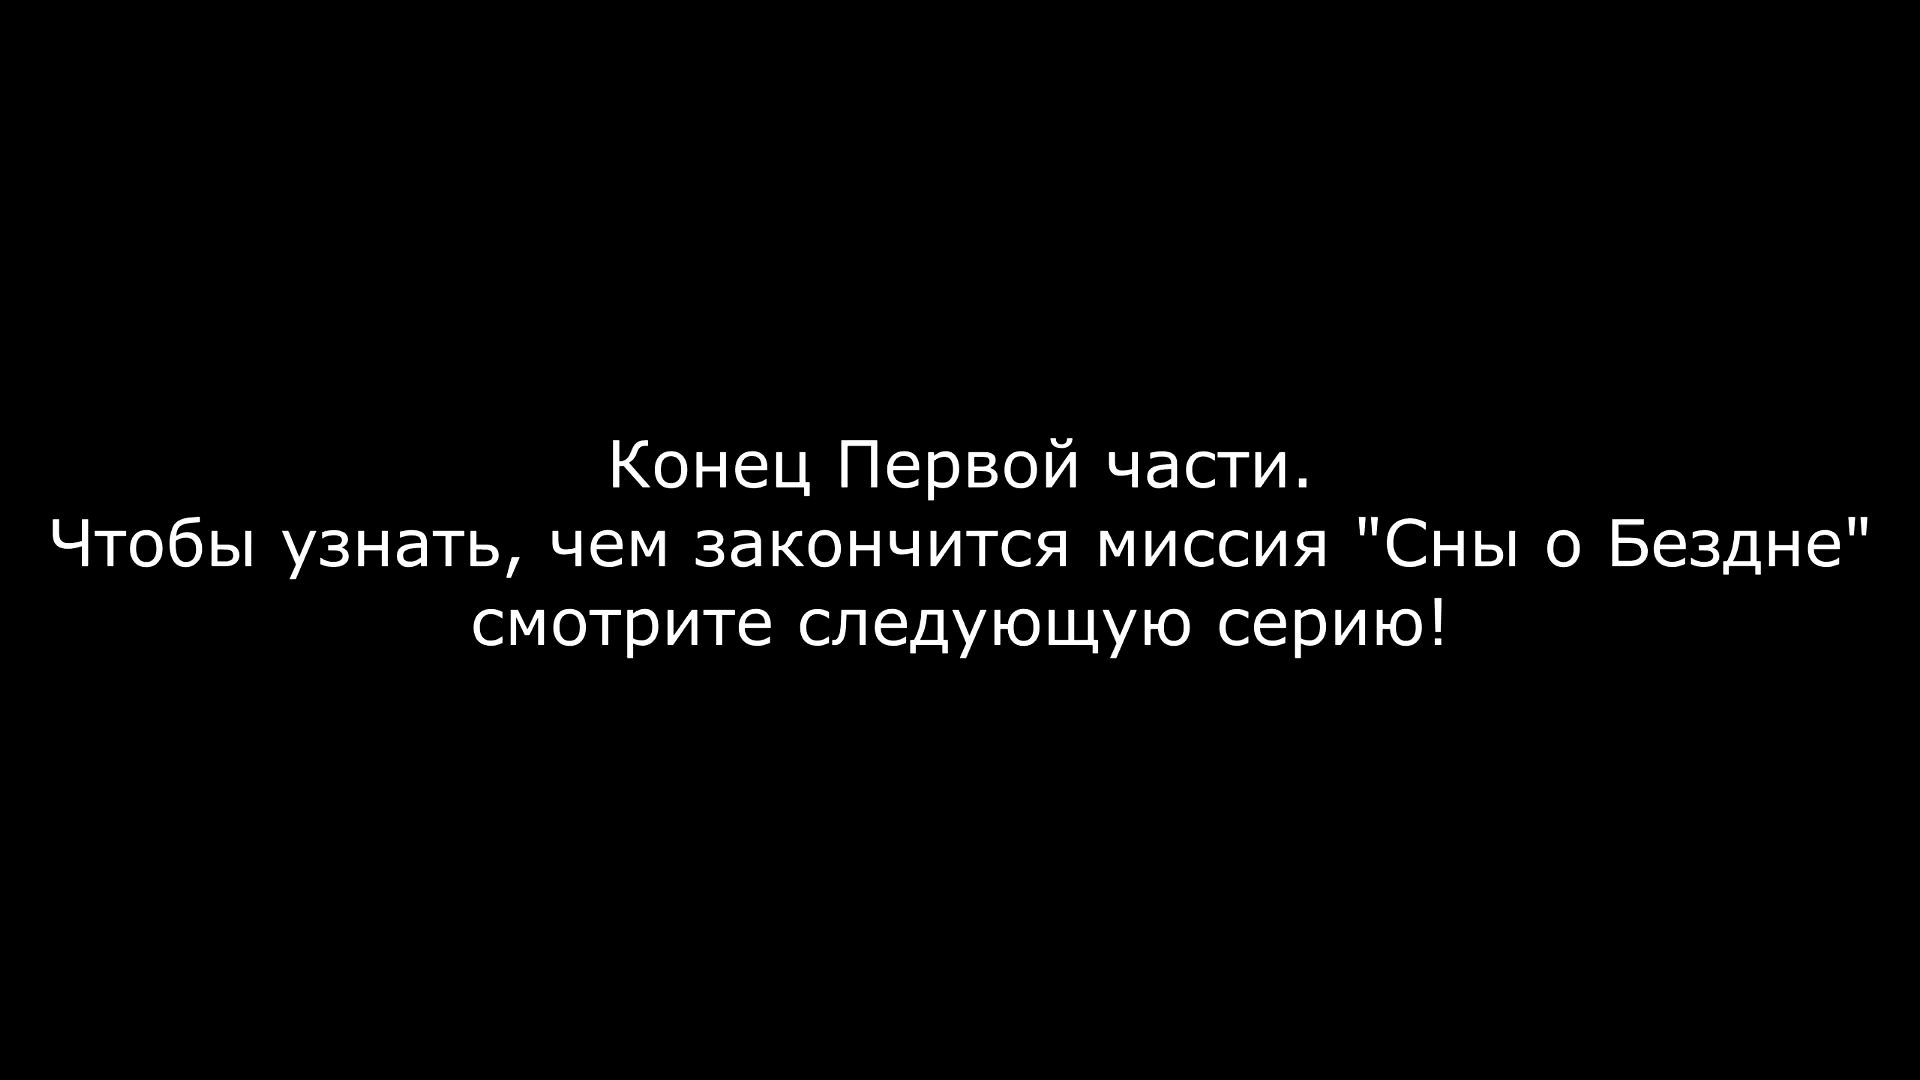 Конец Первой части.
Чтобы узнать, чем закончится миссия "Сны о Бездне"
смотрите следующую серию!